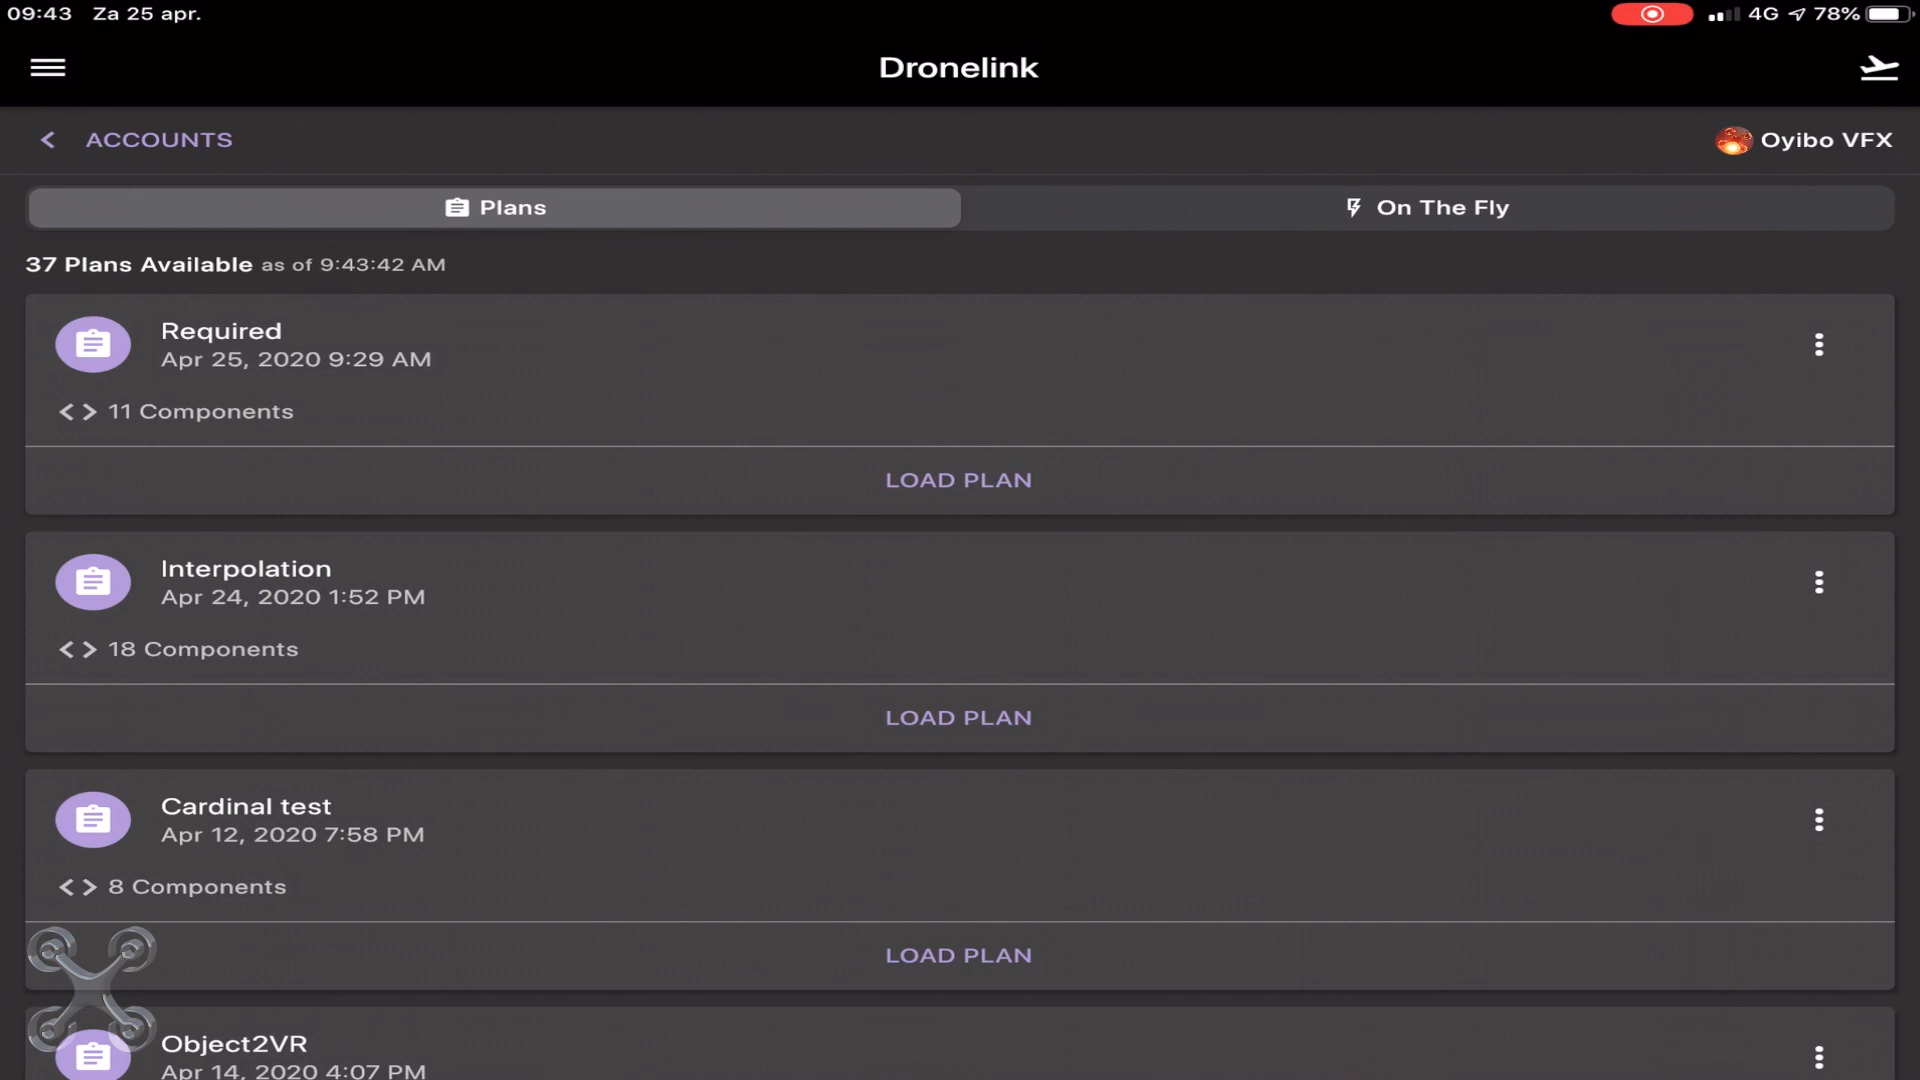 09:43 Za 25 apr. 4G 78%
Dronelink
ACCOUNTS Oyibo VFX
Plans On The Fly
37 Plans Available as of 9:43:42 AM
Required
Apr 25, 2020 9:29 AM
<> 11 Components
LOAD PLAN
Interpolation
Apr 24, 2020 1:52 PM
<> 18 Components
LOAD PLAN
Cardinal test
Apr 12, 2020 7:58 PM
<> 8 Components
LOAD PLAN
Object2VR
Apr 14, 2020 4:07 PM